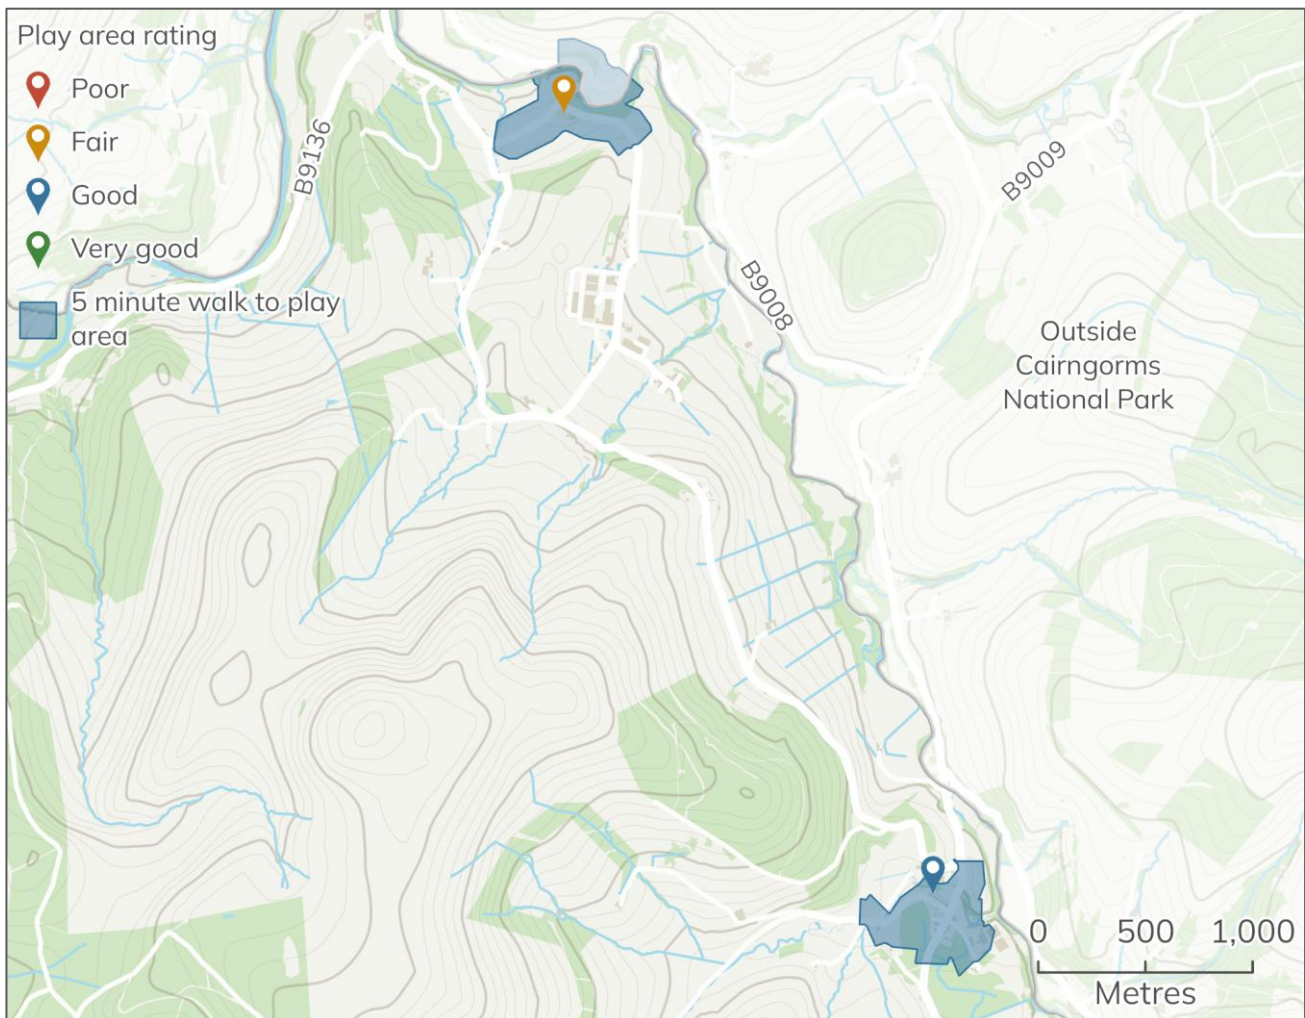 Play area rating
Poor
Fair
Good
Very good
5 minute walk to play
area
B9136
B9009
B9008
Outside
Cairngorms
National Park
0 500 1,000
Metres